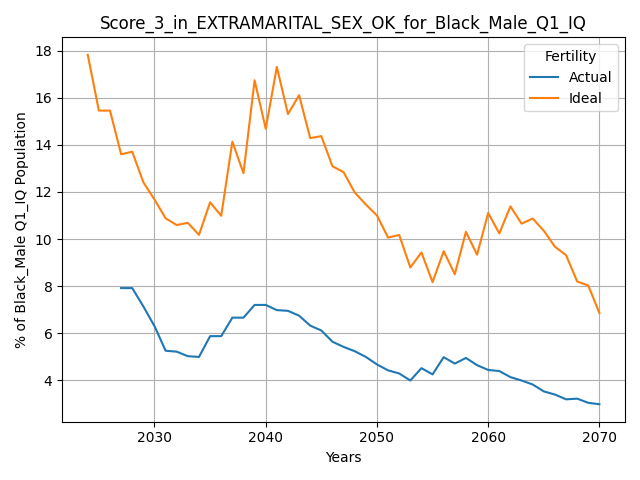 Score_3_in_EXTRAMARITAL_SEX_OK_for_Black_Male_Q1_IQ
Fertility
Actual
Ideal
% of Black_Male Q1_IQ Population
18
16
14
12
10
8
6
4
2030 2040 2050 2060 2070
Years